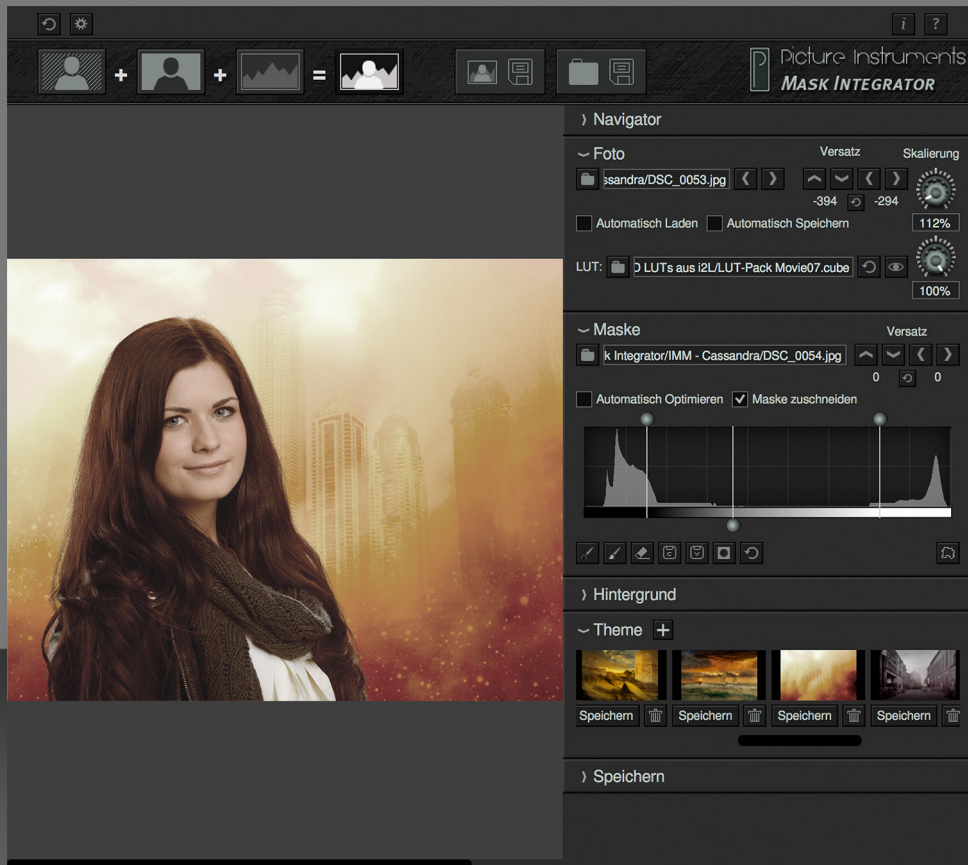 i ?
+ + =
Picture Instruments
MASK INTEGRATOR
Navigator
Foto
Versatz
Skalierung
ssandra/DSC_0053.jpg
-394 -294
112%
Automatisch Laden Automatisch Speichern
LUT: LUTs aus i2L/LUT-Pack Movie07.cube
100%
Maske
Versatz
k Integrator/IMM - Cassandra/DSC_0054.jpg
0 0
Automatisch Optimieren Maske zuschneiden
Hintergrund
Theme +
Speichern Speichern Speichern Speichern
Speichern